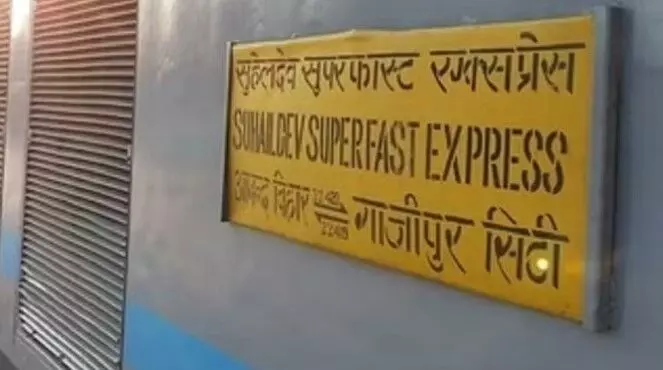 सुहेलदेव सुपरफास्ट एक्सप्रेस
SUHAILDEV SUPERFAST EXPRESS
आनन्द विहार गाजीपुर सिटी